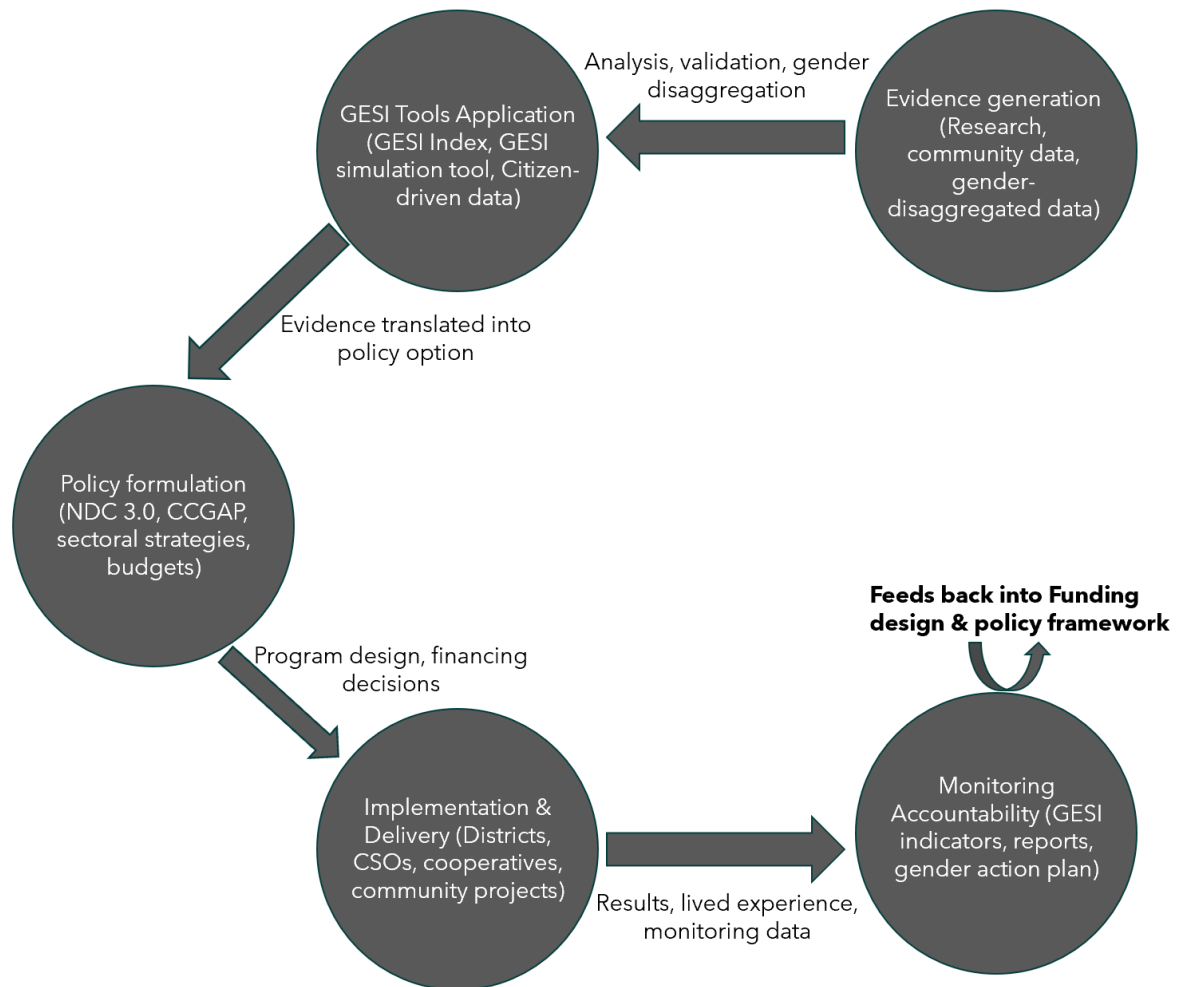 Analysis, validation, gender
disaggregation
Evidence generation
(Research,
community data,
gender-
disaggregated data)
GESI Tools Application
(GESI Index, GESI
simulation tool, Citizen-
driven data)
Evidence translated into
policy option
Policy formulation
(NDC 3.0, CCGAP,
sectoral strategies,
budgets)
Program design, financing
decisions
Implementation &
Delivery (Districts,
CSOs, cooperatives,
community projects)
Results, lived experience,
monitoring data
Feeds back into Funding
design & policy framework
Monitoring
Accountability (GESI
indicators, reports,
gender action plan)